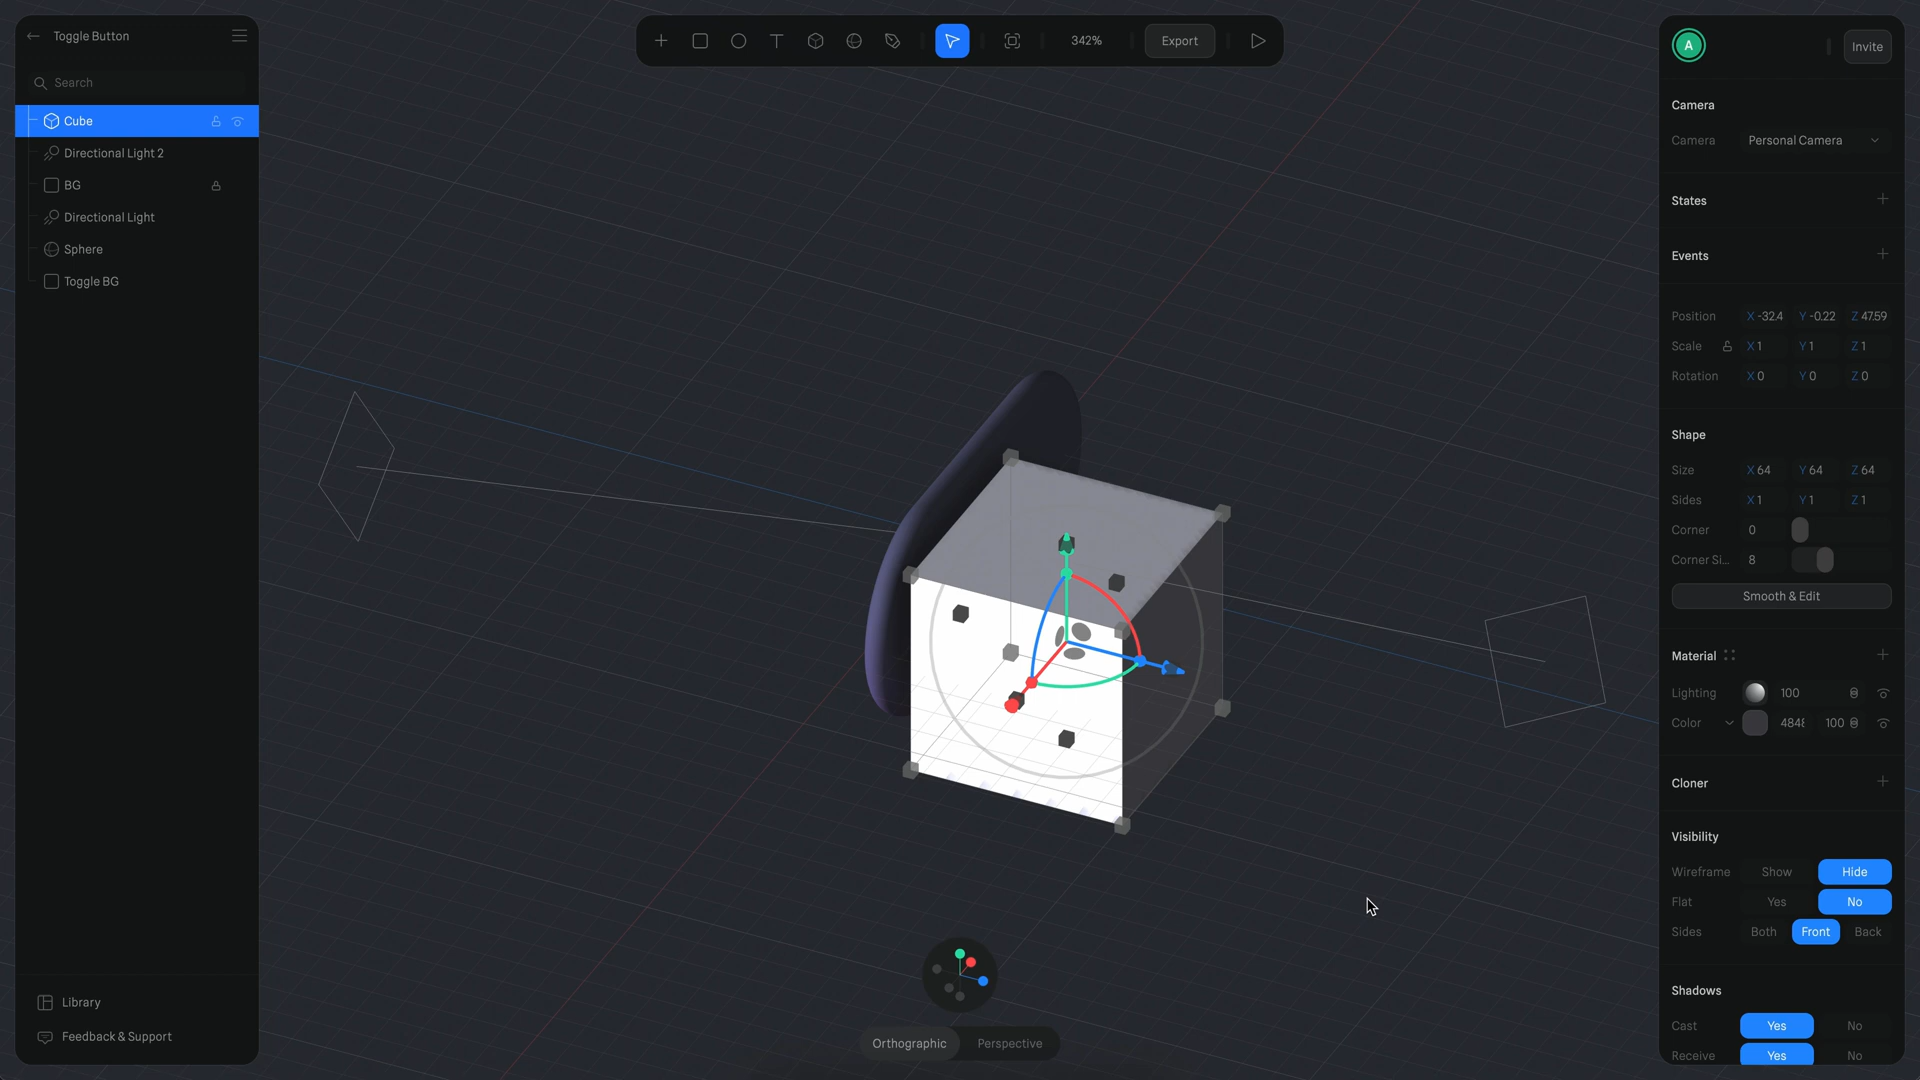 Toggle Button
Search
Cube
Directional Light 2
BG
Directional Light
Sphere
Toggle BG
Library
Feedback & Support
342%
Export
Orthographic
Perspective
A
Invite
Camera
Camera Personal Camera
States
Events
Position X -32.4 Y -0.22 Z 47.59
Scale X 1 Y 1 Z 1
Rotation X 0 Y 0 Z 0
Shape
Size X 64 Y 64 Z 64
Sides X 1 Y 1 Z 1
Corner 0
Corner Si... 8
Smooth & Edit
Material
Lighting 100
Color 4848 100
Cloner
Visibility
Wireframe Show Hide
Flat Yes No
Sides Both Front Back
Shadows
Cast Yes No
Receive Yes No